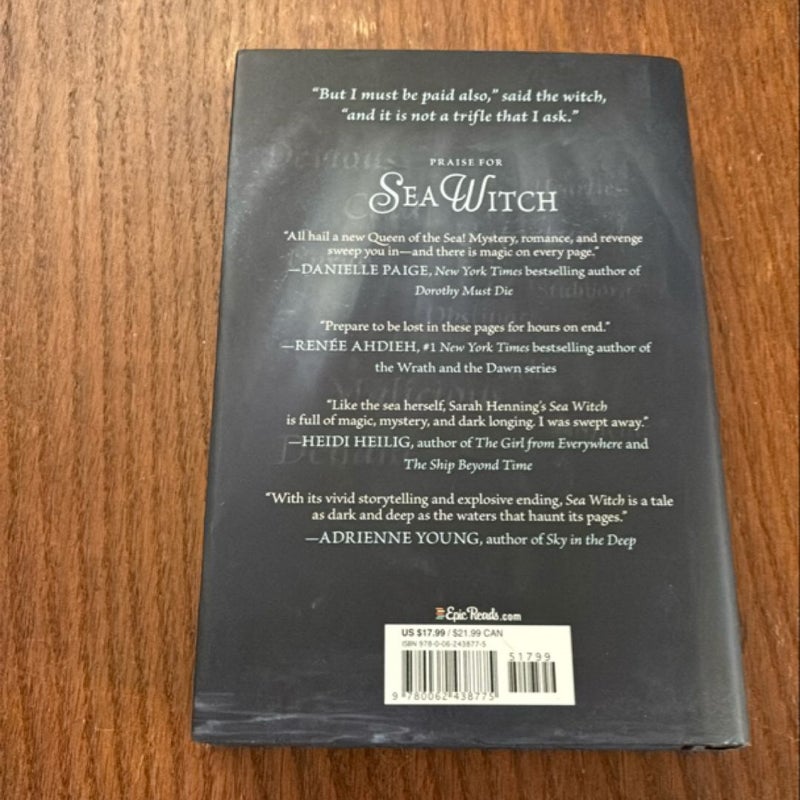 “But I must be paid also,” said the witch,
“and it is not a trifle that I ask.”
PRAISE FOR
SEA WITCH
“All hail a new Queen of the Sea! Mystery, romance, and revenge
sweep you in—and there is magic on every page.”
—DANIELLE PAIGE, New York Times bestselling author of
Dorothy Must Die
“Prepare to be lost in these pages for hours on end.”
—RENÉE AHDIEH, #1 New York Times bestselling author of
the Wrath and the Dawn series
“Like the sea herself, Sarah Henning’s Sea Witch
is full of magic, mystery, and dark longing. I was swept away.”
—HEIDI HEILIG, author of The Girl from Everywhere and
The Ship Beyond Time
“With its vivid storytelling and explosive ending, Sea Witch is a tale
as dark and deep as the waters that haunt its pages.”
—ADRIENNE YOUNG, author of Sky in the Deep
Epic Reads.com
US $17.99 / $21.99 CAN
ISBN 978-0-06-243877-5
51799
9 780062 438775